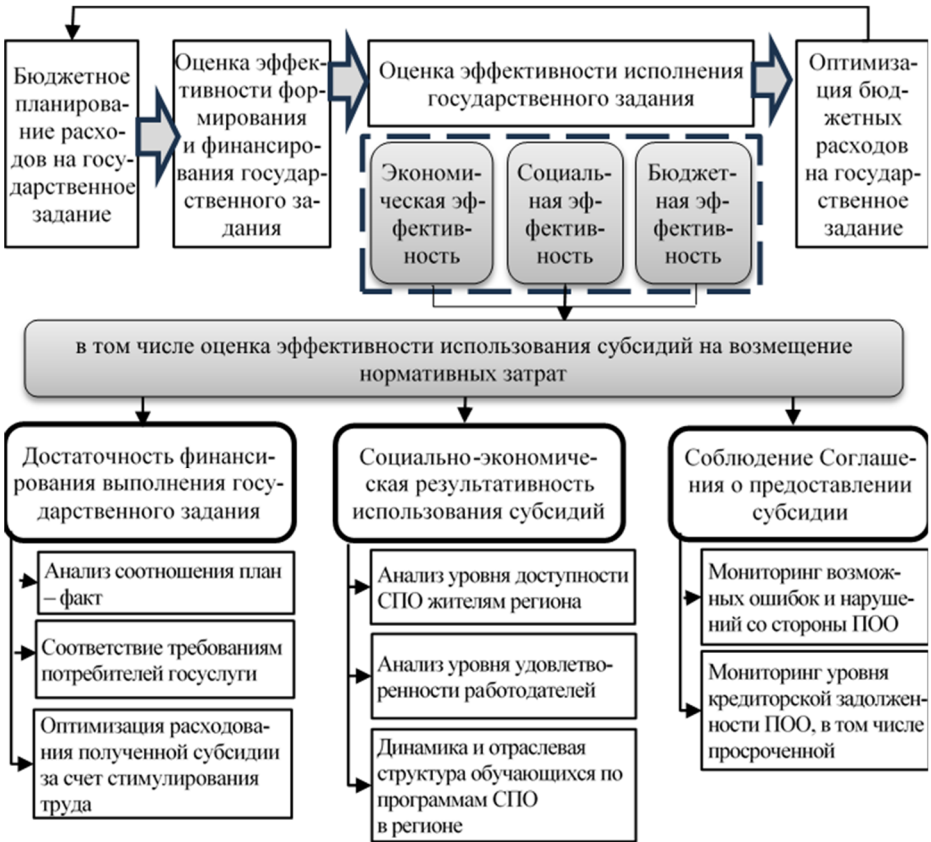 Бюджетное
планирова-
ние расхо-
дов на госу-
дарственное
задание
Оценка эффек-
тивности фор-
мирования
и финансиро-
вания государ-
ственного за-
дания
Оценка эффективности исполнения
государственного задания
Оптимиза-
ция бюд-
жетных
расходов
на государ-
ственное
задание
Экономи-
ческая эф-
фектив-
ность
Социаль-
ная эф-
фектив-
ность
Бюджет-
ная эф-
фектив-
ность
в том числе оценка эффективности использования субсидий на возмещение
нормативных затрат
Достаточность финанси-
рования выполнения госу-
дарственного задания
Анализ соотношения план
– факт
Соответствие требованиям
потребителей госуслуги
Оптимизация расходова-
ния полученной субсидии
за счет стимулирования
труда
Социально-экономиче-
ская результативность
использования субсидий
Анализ уровня доступности
СПО жителям региона
Анализ уровня удовлетво-
ренности работодателей
Динамика и отраслевая
структура обучающихся по
программам СПО
в регионе
Соблюдение Соглаше-
ния о предоставлении
субсидии
Мониторинг возмож-
ных ошибок и наруше-
ний со стороны ПОО
Мониторинг уровня
кредиторской задолжен-
ности ПОО, в том числе
просроченной